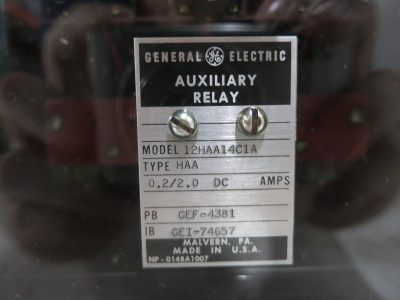 GENERAL GE ELECTRIC
AUXILIARY
RELAY
MODEL 12HAA14C1A
TYPE HAA
0.2/2.0 DC AMPS
PB GEF-4381
IB GEI-74657
MALVERN, PA.
MADE IN U.S.A.
NP-0148A1007